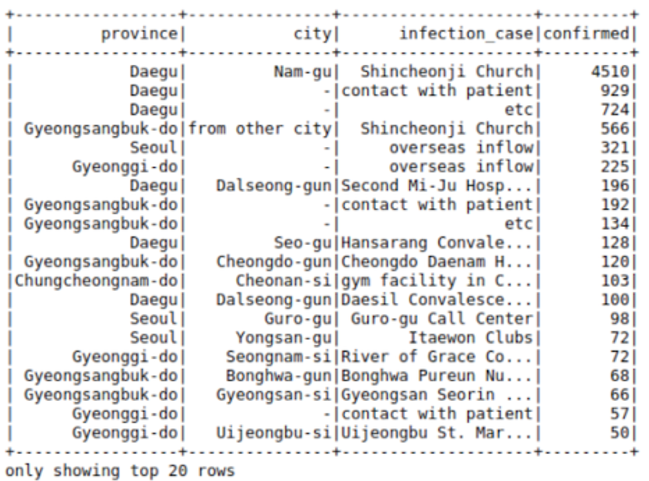 +-----------------+---------------+--------------------+---------+
|         province|           city|      infection_case|confirmed|
+-----------------+---------------+--------------------+---------+
|            Daegu|         Nam-gu|  Shincheonji Church|     4510|
|            Daegu|              -|contact with patient|      929|
|            Daegu|              -|                 etc|      724|
| Gyeongsangbuk-do|from other city|  Shincheonji Church|      566|
|            Seoul|              -|     overseas inflow|      321|
|      Gyeonggi-do|              -|     overseas inflow|      225|
|            Daegu|   Dalseong-gun|Second Mi-Ju Hosp...|      196|
| Gyeongsangbuk-do|              -|contact with patient|      192|
| Gyeongsangbuk-do|              -|                 etc|      134|
|            Daegu|         Seo-gu|Hansarang Convale...|      128|
| Gyeongsangbuk-do|   Cheongdo-gun|Cheongdo Daenam H...|      120|
|Chungcheongnam-do|     Cheonan-si|gym facility in C...|      103|
|            Daegu|   Dalseong-gun|Daesil Convalesce...|      100|
|            Seoul|        Guro-gu| Guro-gu Call Center|       98|
|            Seoul|     Yongsan-gu|       Itaewon Clubs|       72|
|      Gyeonggi-do|    Seongnam-si|River of Grace Co...|       72|
| Gyeongsangbuk-do|    Bonghwa-gun|Bonghwa Pureun Nu...|       68|
| Gyeongsangbuk-do|   Gyeongsan-si|Gyeongsan Seorin ...|       66|
|      Gyeonggi-do|              -|contact with patient|       57|
|      Gyeonggi-do|   Uijeongbu-si|Uijeongbu St. Mar...|       50|
+-----------------+---------------+--------------------+---------+
only showing top 20 rows